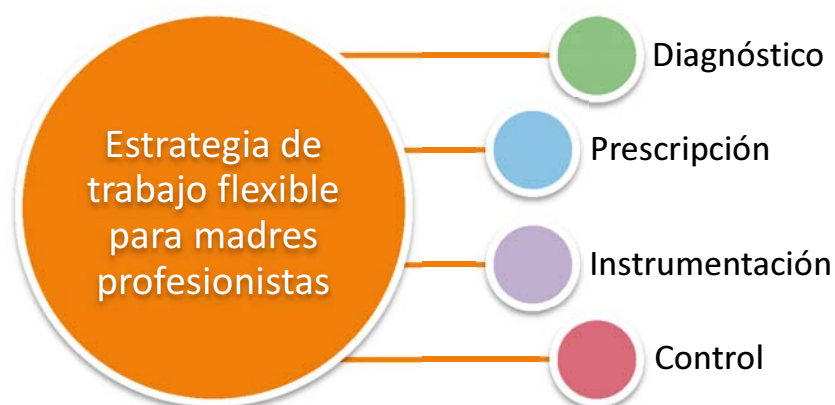 Estrategia de
trabajo flexible
para madres
profesionistas
Diagnóstico
Prescripción
Instrumentación
Control